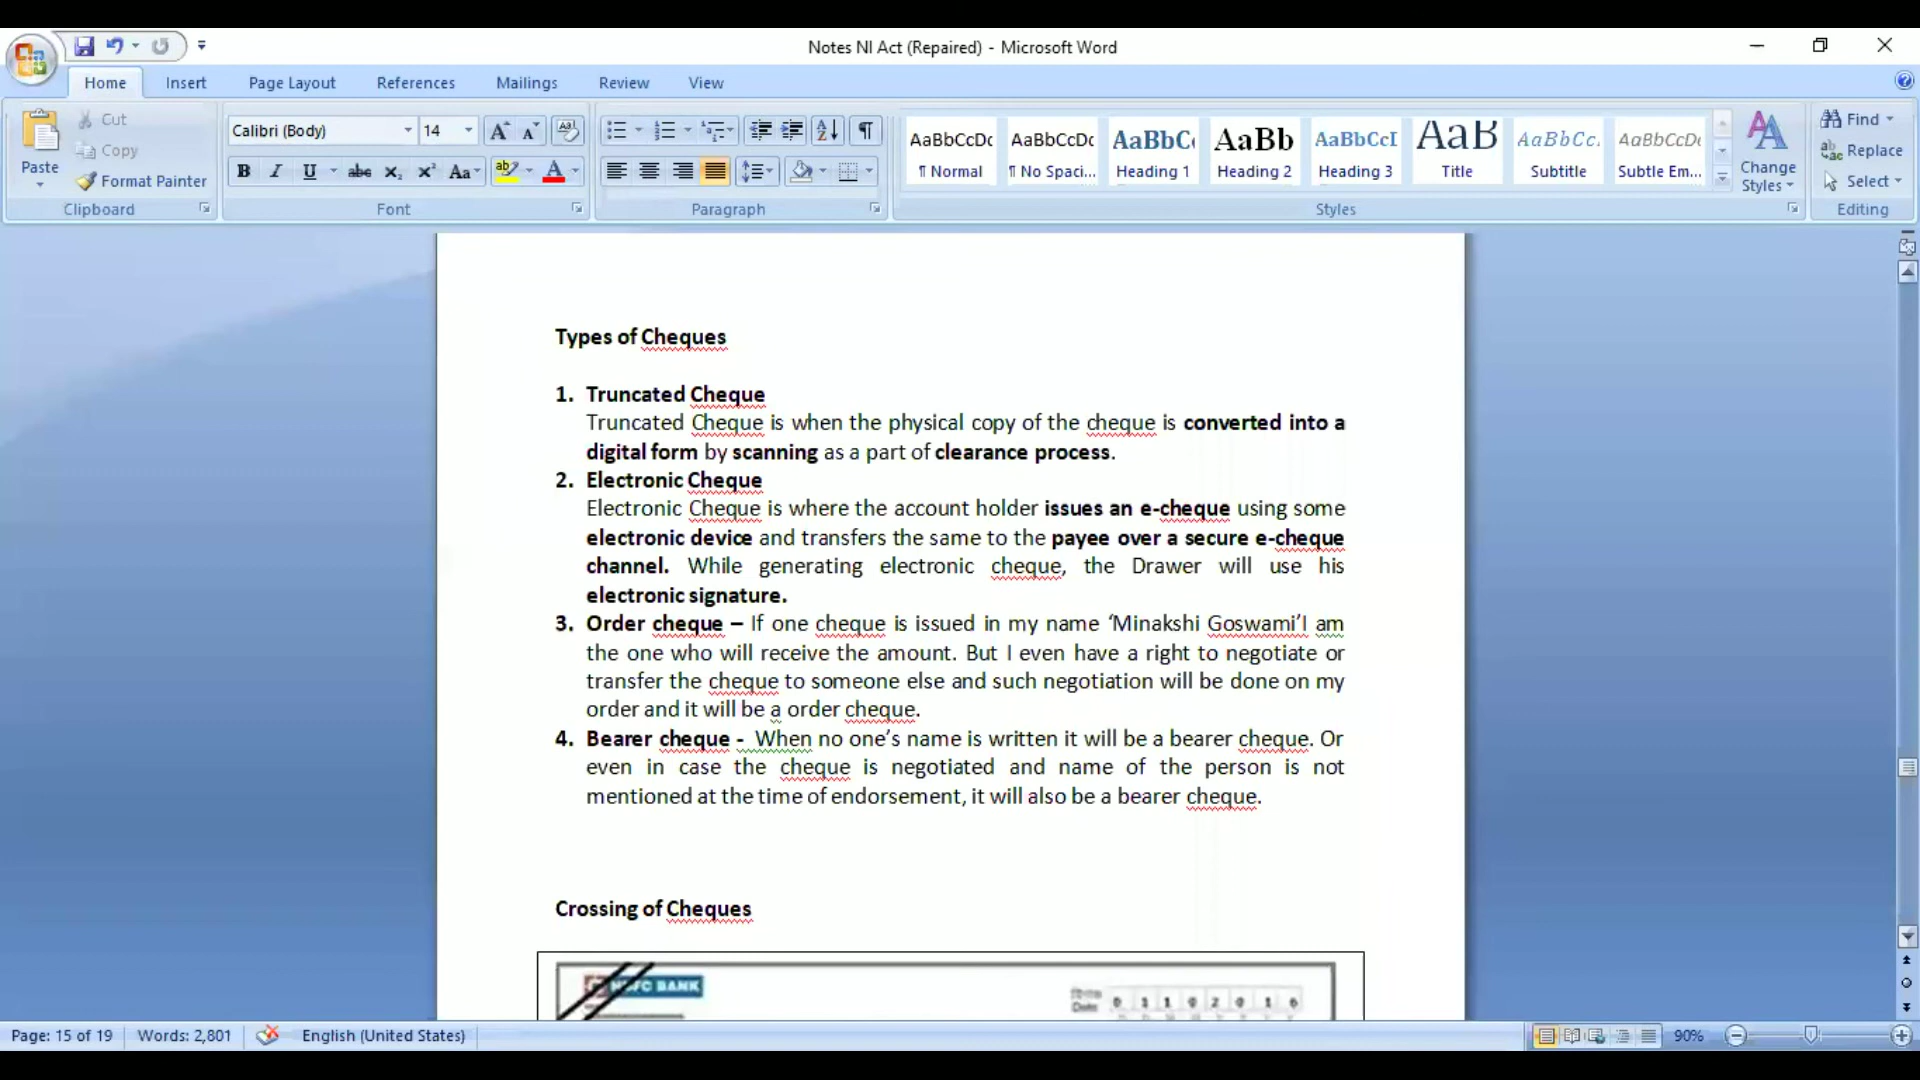 Notes NI Act (Repaired) - Microsoft Word
Home Insert Page Layout References Mailings Review View
Paste
Cut
Copy
Format Painter
Clipboard
Calibri (Body) 14
Font
Paragraph
AaBbCcDc AaBbCcDc AaBbC AaBb AaBbCcI AaB AaBbCc. AaBbCcDc
¶ Normal ¶ No Spaci... Heading 1 Heading 2 Heading 3 Title Subtitle Subtle Em...
Styles
Change Styles
Find
Replace
Select
Editing
Types of Cheques
1. Truncated Cheque
Truncated Cheque is when the physical copy of the cheque is converted into a
digital form by scanning as a part of clearance process.
2. Electronic Cheque
Electronic Cheque is where the account holder issues an e-cheque using some
electronic device and transfers the same to the payee over a secure e-cheque
channel. While generating electronic cheque, the Drawer will use his
electronic signature.
3. Order cheque – If one cheque is issued in my name ‘Minakshi Goswami’I am
the one who will receive the amount. But I even have a right to negotiate or
transfer the cheque to someone else and such negotiation will be done on my
order and it will be a order cheque.
4. Bearer cheque - When no one’s name is written it will be a bearer cheque. Or
even in case the cheque is negotiated and name of the person is not
mentioned at the time of endorsement, it will also be a bearer cheque.
Crossing of Cheques
BANK
Date 0 1 1 0 2 0 1 6
Page: 15 of 19 Words: 2,801 English (United States) 90%